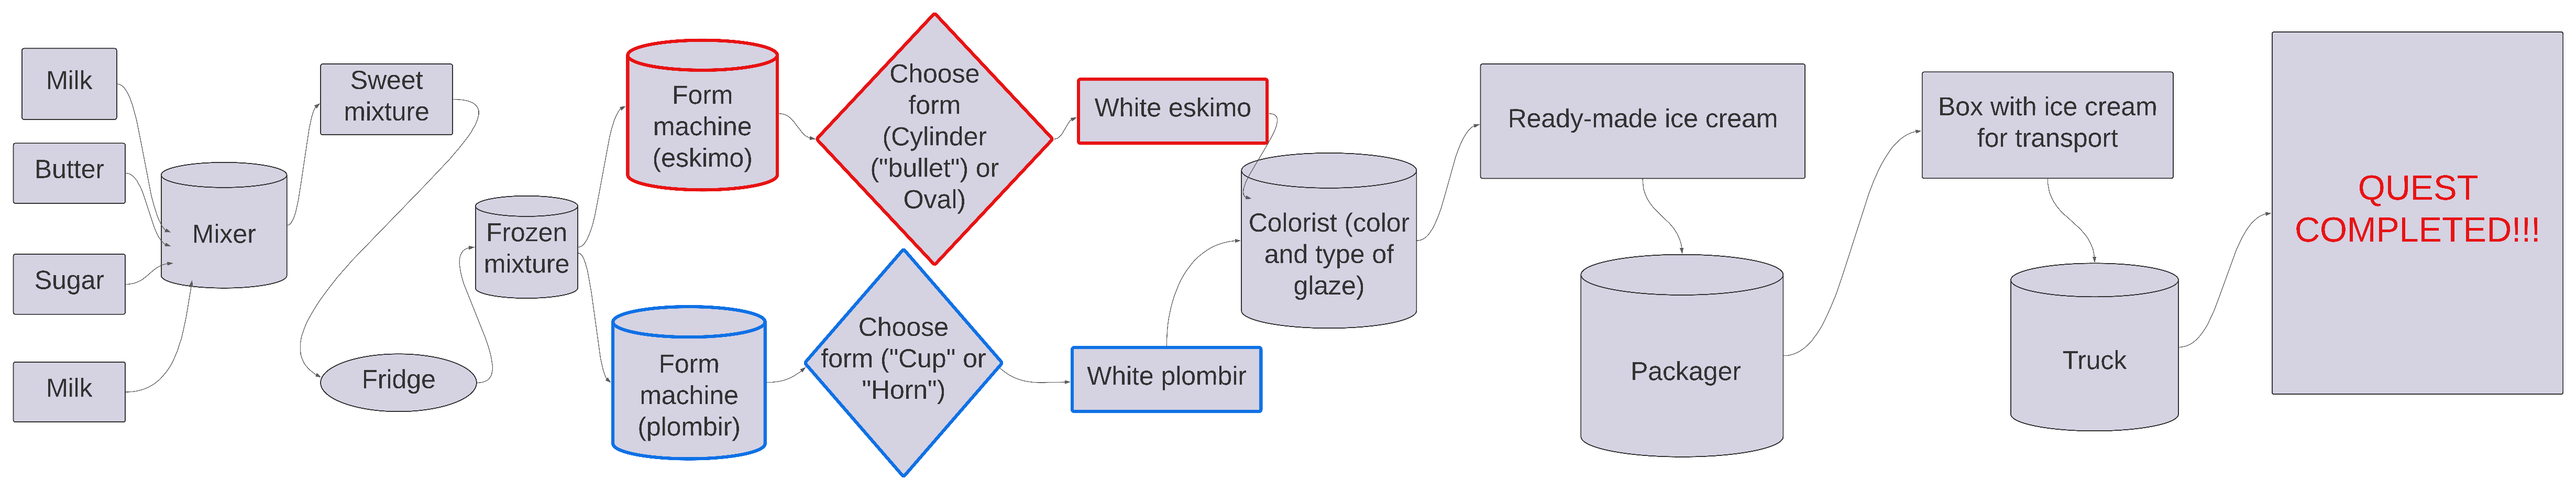 Milk
Butter
Sugar
Milk
Mixer
Sweet
mixture
Fridge
Frozen
mixture
Form
machine
(eskimo)
Choose
form
(Cylinder
("bullet") or
Oval)
White eskimo
Form
machine
(plombir)
Choose
form ("Cup" or
"Horn")
White plombir
Colorist (color
and type of
glaze)
Ready-made ice cream
Packager
Box with ice cream
for transport
Truck
QUEST
COMPLETED!!!